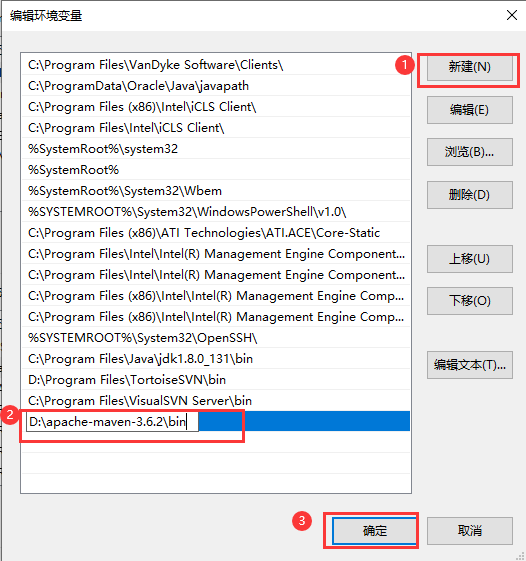 编辑环境变量
C:\Program Files\VanDyke Software\Clients\
C:\ProgramData\Oracle\Java\javapath
C:\Program Files (x86)\Intel\iCLS Client\
C:\Program Files\Intel\iCLS Client\
%SystemRoot%\system32
%SystemRoot%
%SystemRoot%\System32\Wbem
%SYSTEMROOT%\System32\WindowsPowerShell\v1.0\
C:\Program Files (x86)\ATI Technologies\ATI.ACE\Core-Static
C:\Program Files\Intel\Intel(R) Management Engine Component...
C:\Program Files\Intel\Intel(R) Management Engine Component...
C:\Program Files (x86)\Intel\Intel(R) Management Engine Comp...
C:\Program Files (x86)\Intel\Intel(R) Management Engine Comp...
%SYSTEMROOT%\System32\OpenSSH\
C:\Program Files\Java\jdk1.8.0_131\bin
D:\Program Files\TortoiseSVN\bin
C:\Program Files\VisualSVN Server\bin
2
D:\apache-maven-3.6.2\bin
1
新建(N)
编辑(E)
浏览(B)...
删除(D)
上移(U)
下移(O)
编辑文本(T)...
3
确定
取消